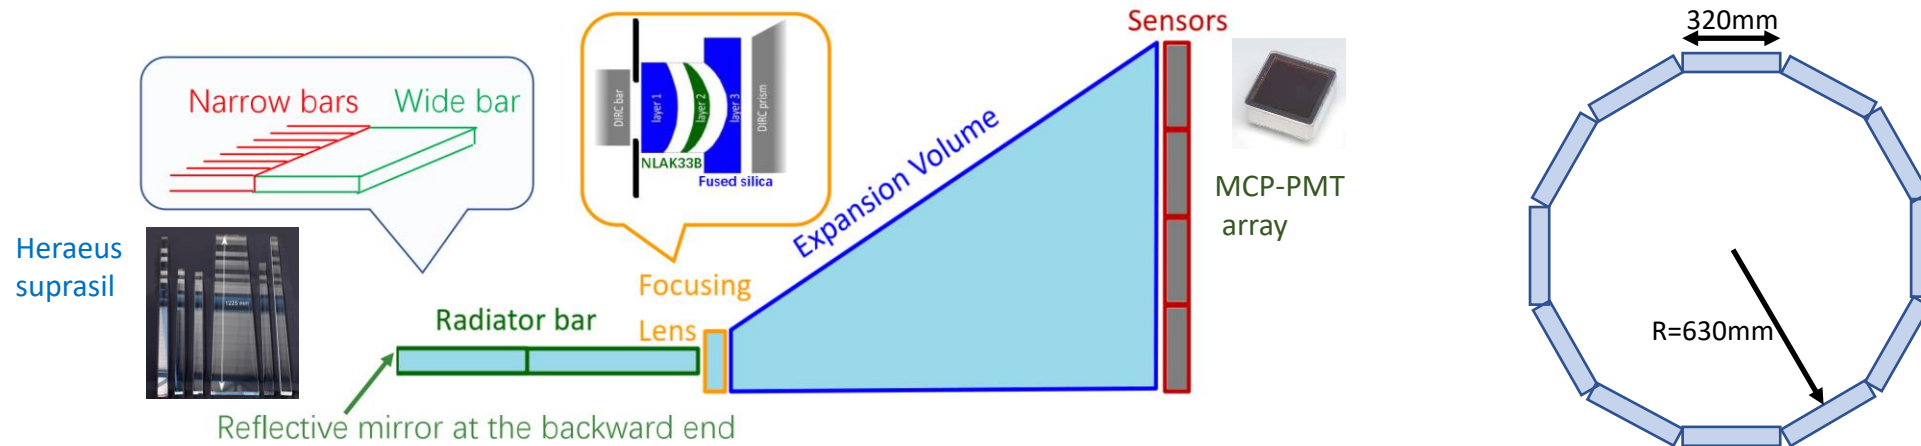 Sensors
320mm
Narrow bars
Wide bar
DIRC bar
layer 1
layer 2
layer 3
DIRC prism
NLAK33B
Fused silica
Expansion Volume
MCP-PMT
array
Heraeus
suprasil
1225 mm
Focusing
Lens
Radiator bar
R=630mm
Reflective mirror at the backward end